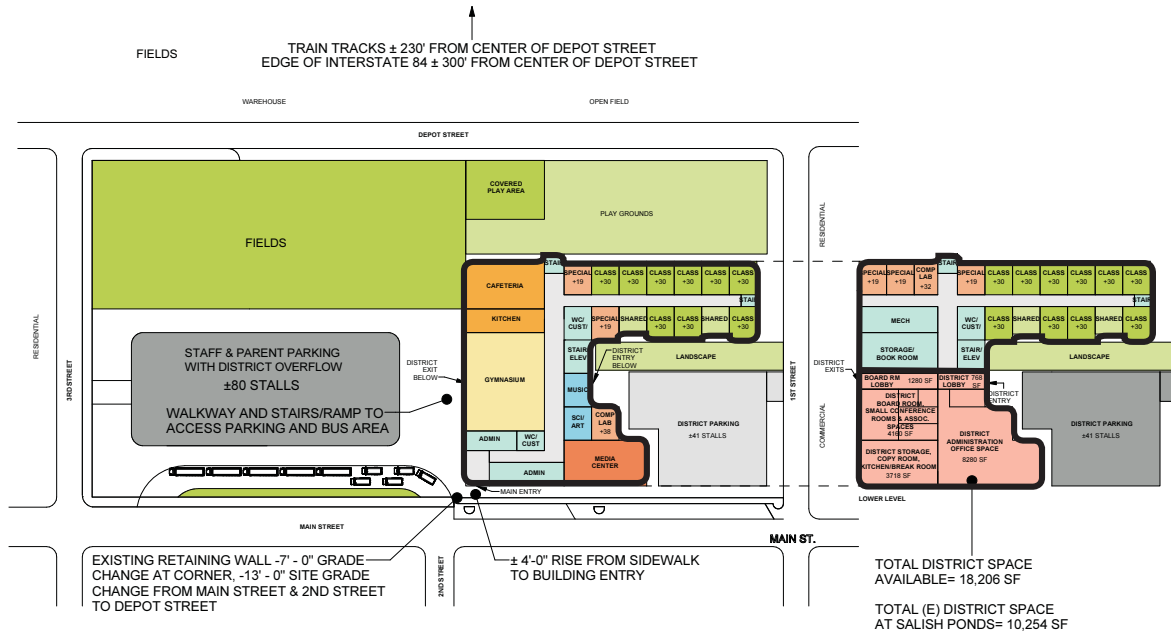 FIELDS
TRAIN TRACKS ± 230' FROM CENTER OF DEPOT STREET
EDGE OF INTERSTATE 84 ± 300' FROM CENTER OF DEPOT STREET
WAREHOUSE
OPEN FIELD
DEPOT STREET
COVERED
PLAY AREA
PLAY GROUNDS
FIELDS
RESIDENTIAL
3RD STREET
STAFF & PARENT PARKING
WITH DISTRICT OVERFLOW
±80 STALLS
WALKWAY AND STAIRS/RAMP TO
ACCESS PARKING AND BUS AREA
DISTRICT
EXIT
BELOW
CAFETERIA
KITCHEN
GYMNASIUM
ADMIN
WC/
CUST
ADMIN
STAIR
SPECIAL
+19
CLASS
+30
CLASS
+30
CLASS
+30
CLASS
+30
CLASS
+30
CLASS
+30
STAIR
WC/
CUST/
SPECIAL
+19
SHARED
CLASS
+30
CLASS
+30
SHARED
CLASS
+30
STAIR/
ELEV
DISTRICT
ENTRY
BELOW
LANDSCAPE
MUSIC
SCI/
ART
COMP
LAB
+38
MEDIA
CENTER
DISTRICT PARKING
±41 STALLS
MAIN ENTRY
1ST STREET
RESIDENTIAL
COMMERCIAL
SPECIAL
+19
SPECIAL
+19
COMP
LAB
+32
STAIR
SPECIAL
+19
CLASS
+30
CLASS
+30
CLASS
+30
CLASS
+30
CLASS
+30
CLASS
+30
STAIR
MECH
WC/
CUST/
CLASS
+30
SHARED
CLASS
+30
CLASS
+30
SHARED
CLASS
+30
STORAGE/
BOOK ROOM
STAIR/
ELEV
LANDSCAPE
DISTRICT
EXITS
BOARD RM
LOBBY
1280 SF
DISTRICT
LOBBY
768
SF
DISTRICT
ENTRY
DISTRICT
BOARD ROOM,
SMALL CONFERENCE
ROOMS & ASSOC.
SPACES
4160 SF
DISTRICT STORAGE,
COPY ROOM,
KITCHEN/BREAK ROOM
3718 SF
DISTRICT
ADMINISTRATION
OFFICE SPACE
8280 SF
DISTRICT PARKING
±41 STALLS
LOWER LEVEL
MAIN STREET
MAIN ST.
2ND STREET
EXISTING RETAINING WALL -7' - 0" GRADE
CHANGE AT CORNER, -13' - 0" SITE GRADE
CHANGE FROM MAIN STREET & 2ND STREET
TO DEPOT STREET
± 4'-0" RISE FROM SIDEWALK
TO BUILDING ENTRY
TOTAL DISTRICT SPACE
AVAILABLE= 18,206 SF
TOTAL (E) DISTRICT SPACE
AT SALISH PONDS= 10,254 SF